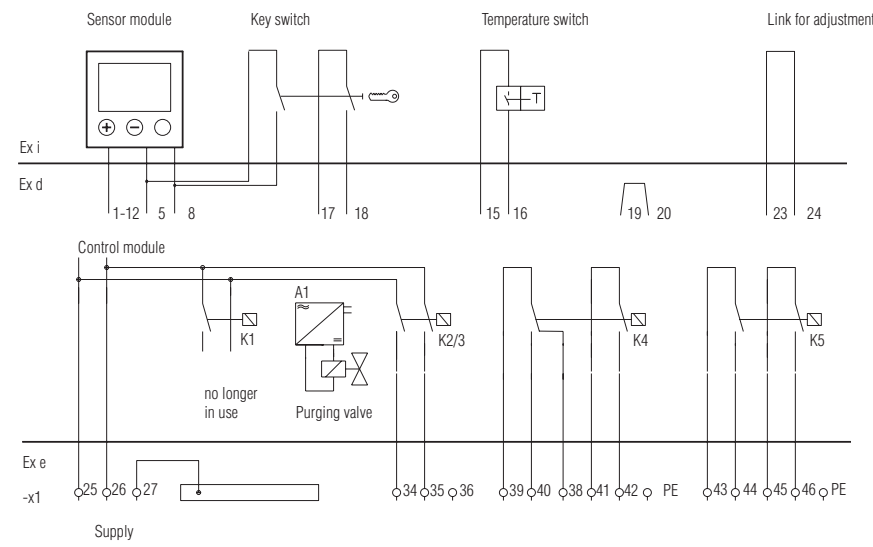 Sensor module Key switch Temperature switch Link for adjustment
Ex i
Ex d
1-12 5 8 17 18 15 16 19 20 23 24
Control module
A1
K1 K2/3 K4 K5
no longer
in use
Purging valve
Ex e
-x1 25 26 27 34 35 36 39 40 38 41 42 PE 43 44 45 46 PE
Supply